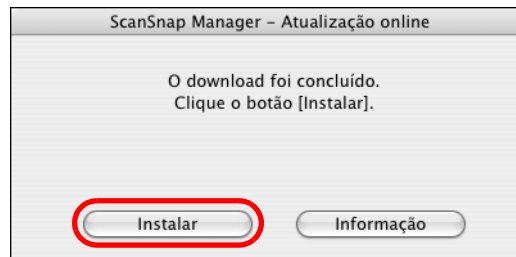 ScanSnap Manager – Atualização online
O download foi concluído.
Clique o botão [Instalar].
Instalar Informação